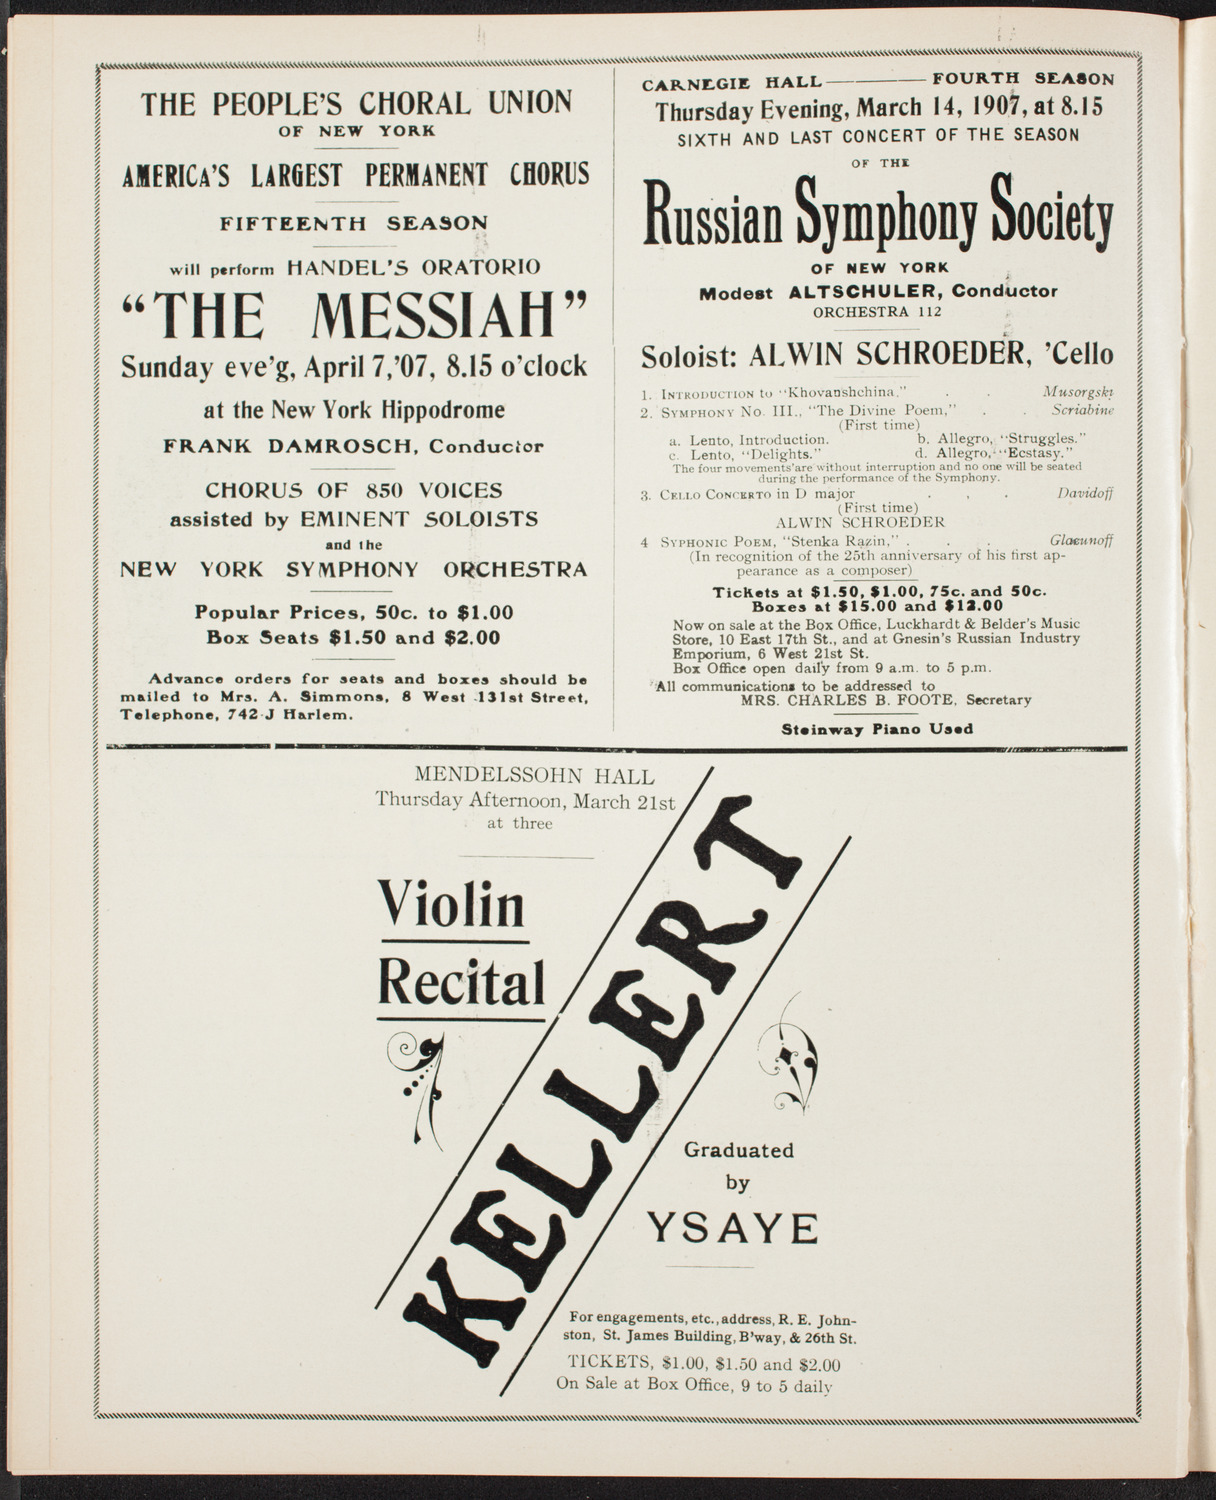 THE PEOPLE'S CHORAL UNION
OF NEW YORK
AMERICA'S LARGEST PERMANENT CHORUS
FIFTEENTH SEASON
will perform HANDEL'S ORATORIO
“THE MESSIAH”
Sunday eve'g, April 7,'07, 8.15 o'clock
at the New York Hippodrome
FRANK DAMROSCH, Conductor
CHORUS OF 850 VOICES
assisted by EMINENT SOLOISTS
and the
NEW YORK SYMPHONY ORCHESTRA
Popular Prices, 50c. to $1.00
Box Seats $1.50 and $2.00
Advance orders for seats and boxes should be
mailed to Mrs. A. Simmons, 8 West 131st Street,
Telephone, 742-J Harlem.
CARNEGIE HALL———FOURTH SEASON
Thursday Evening, March 14, 1907, at 8.15
SIXTH AND LAST CONCERT OF THE SEASON
OF THE
Russian Symphony Society
OF NEW YORK
Modest ALTSCHULER, Conductor
ORCHESTRA 112
Soloist: ALWIN SCHROEDER, 'Cello
1. INTRODUCTION to “Khovanshchina.” . . Musorgski
2. SYMPHONY No. III., “The Divine Poem,” . . Scriabine
(First time)
a. Lento, Introduction. b. Allegro, “Struggles.”
c. Lento, “Delights.” d. Allegro, “Ecstasy.”
The four movements are without interruption and no one will be seated
during the performance of the Symphony.
3. CELLO CONCERTO in D major . , . Davidoff
(First time)
ALWIN SCHROEDER
4 SYPHONIC POEM, “Stenka Razin,” . . . Glaeunoff
(In recognition of the 25th anniversary of his first ap-
pearance as a composer)
Tickets at $1.50, $1.00, 75c. and 50c.
Boxes at $15.00 and $12.00
Now on sale at the Box Office, Luckhardt & Belder's Music
Store, 10 East 17th St., and at Gnesin's Russian Industry
Emporium, 6 West 21st St.
Box Office open daily from 9 a.m. to 5 p.m.
All communications to be addressed to
MRS. CHARLES B. FOOTE, Secretary
Steinway Piano Used
MENDELSSOHN HALL
Thursday Afternoon, March 21st
at three
Violin
Recital
KELLERT
Graduated
by
YSAYE
For engagements, etc., address, R. E. John-
ston, St. James Building, B'way, & 26th St.
TICKETS, $1.00, $1.50 and $2.00
On Sale at Box Office, 9 to 5 daily